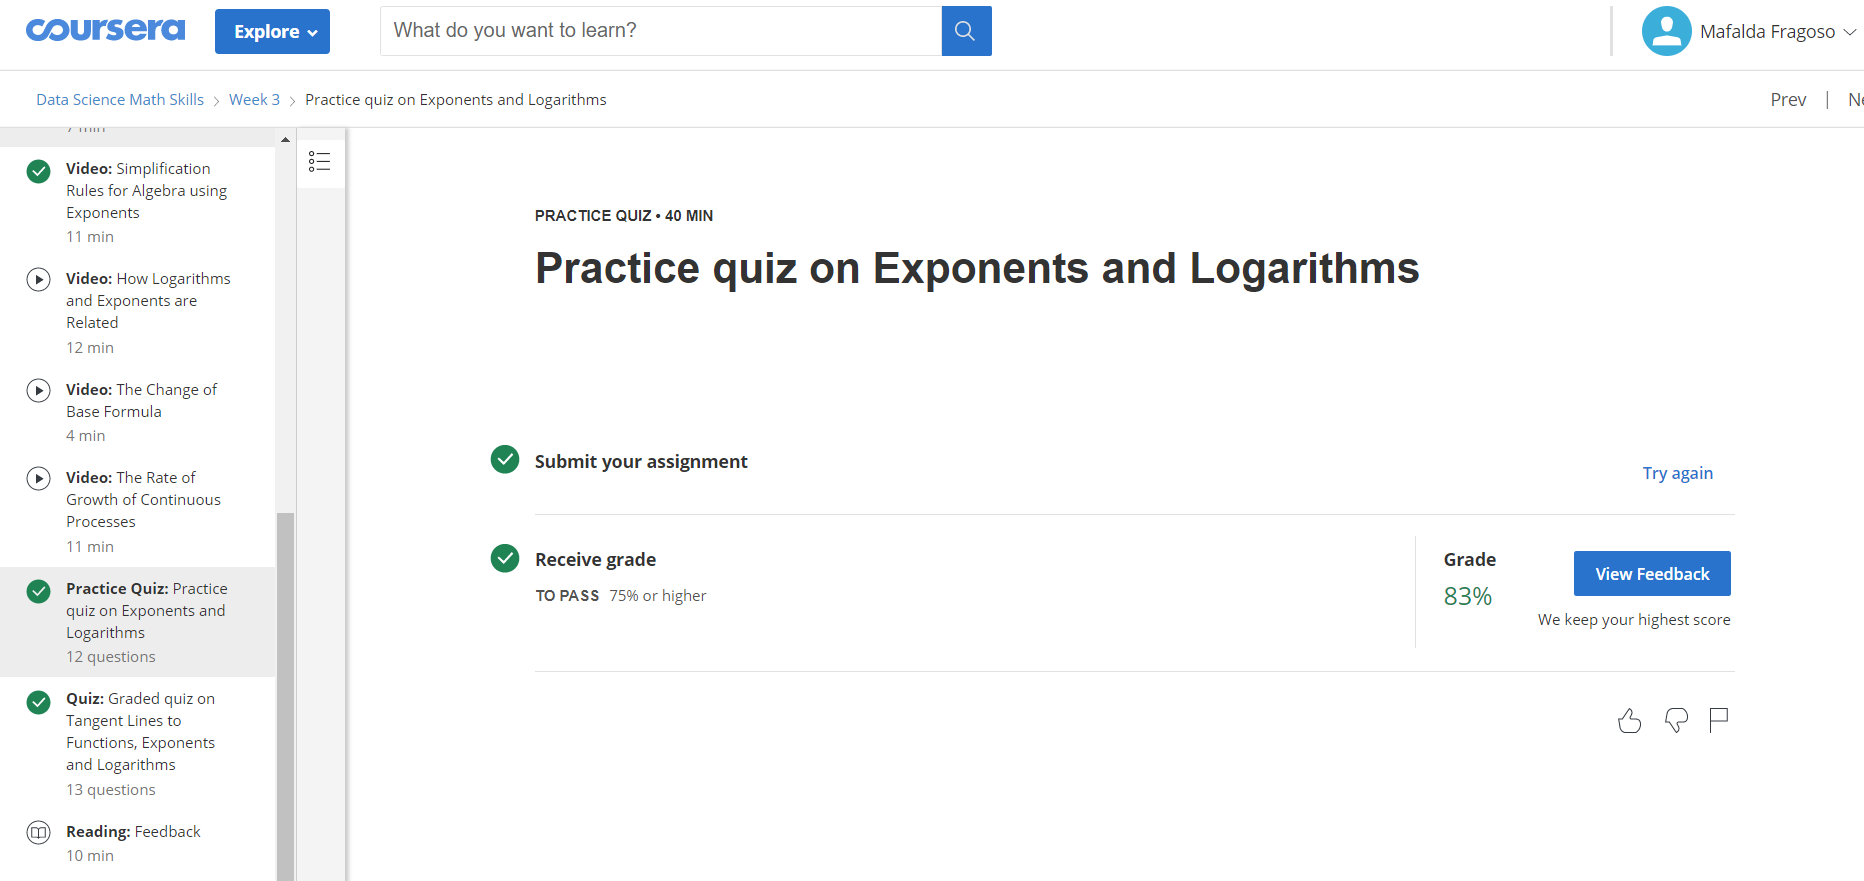 coursera
Explore
What do you want to learn?
Mafalda Fragoso
Data Science Math Skills
Week 3
Practice quiz on Exponents and Logarithms
Prev
7 min
Video: Simplification
Rules for Algebra using
Exponents
11 min
Video: How Logarithms
and Exponents are
Related
12 min
Video: The Change of
Base Formula
4 min
Video: The Rate of
Growth of Continuous
Processes
11 min
Practice Quiz: Practice
quiz on Exponents and
Logarithms
12 questions
Quiz: Graded quiz on
Tangent Lines to
Functions, Exponents
and Logarithms
13 questions
Reading: Feedback
10 min
PRACTICE QUIZ • 40 MIN
Practice quiz on Exponents and Logarithms
Submit your assignment
Try again
Receive grade
TO PASS 75% or higher
Grade
83%
View Feedback
We keep your highest score